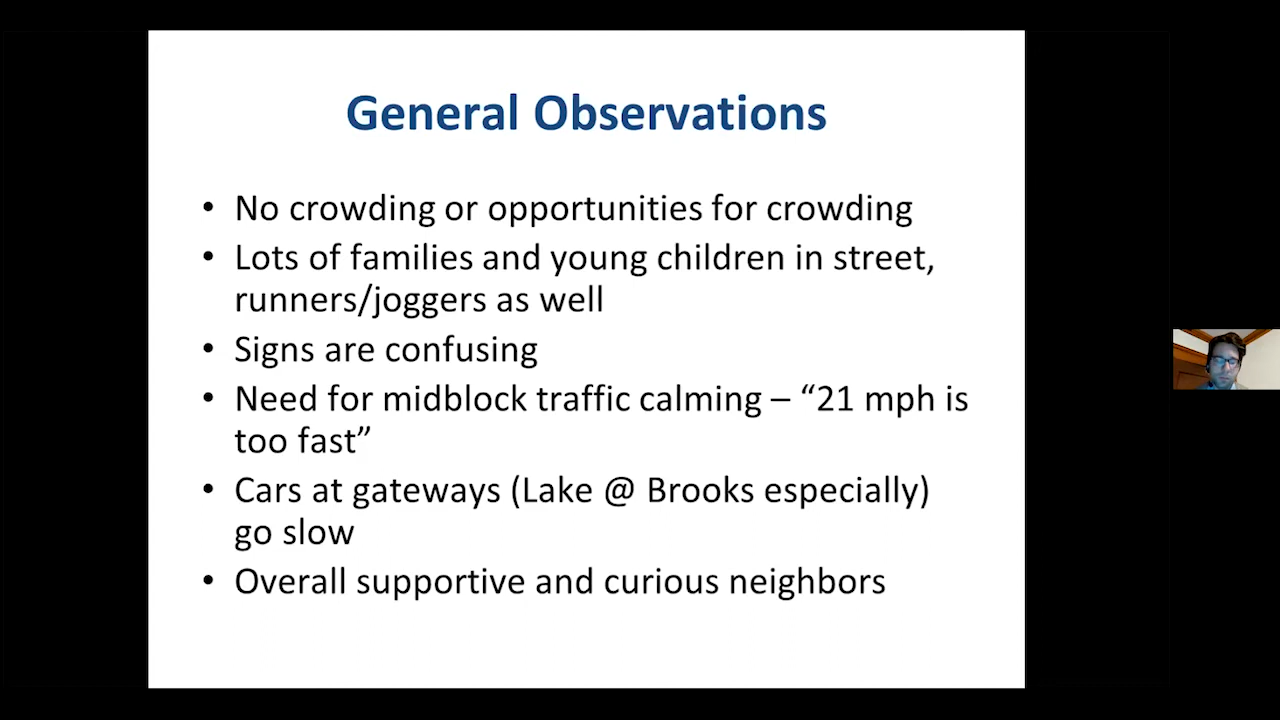 General Observations
• No crowding or opportunities for crowding
• Lots of families and young children in street,
runners/joggers as well
• Signs are confusing
• Need for midblock traffic calming – “21 mph is
too fast”
• Cars at gateways (Lake @ Brooks especially)
go slow
• Overall supportive and curious neighbors